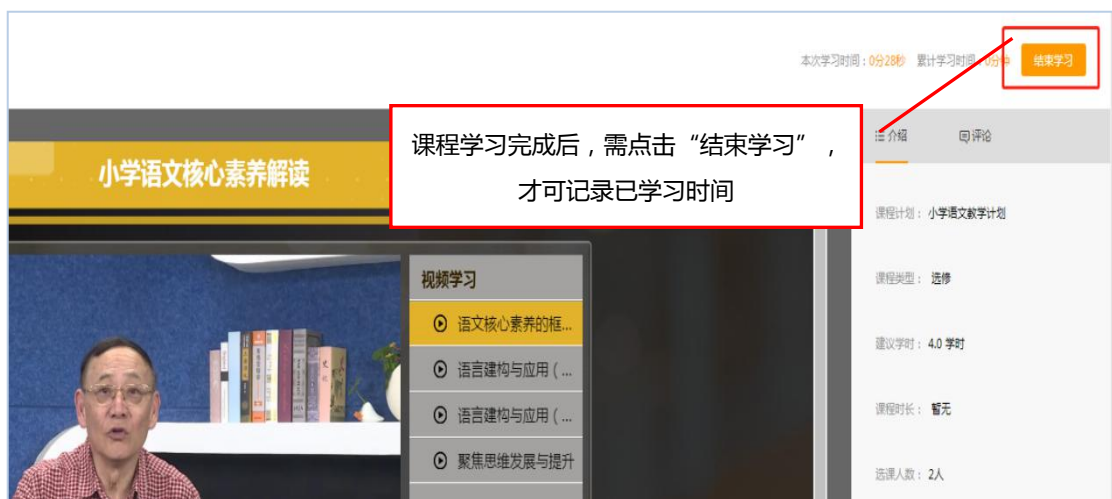 本次学习时间：0分28秒 累计学习时间：0分钟 结束学习
课程学习完成后，需点击“结束学习”，
才可记录已学习时间
介绍 评论
小学语文核心素养解读
课程计划： 小学语文教学计划
课程类型： 选修
建议学时： 4.0 学时
课程时长： 暂无
选课人数： 2人
视频学习
语文核心素养的框...
语言建构与应用（...
语言建构与应用（...
聚焦思维发展与提升